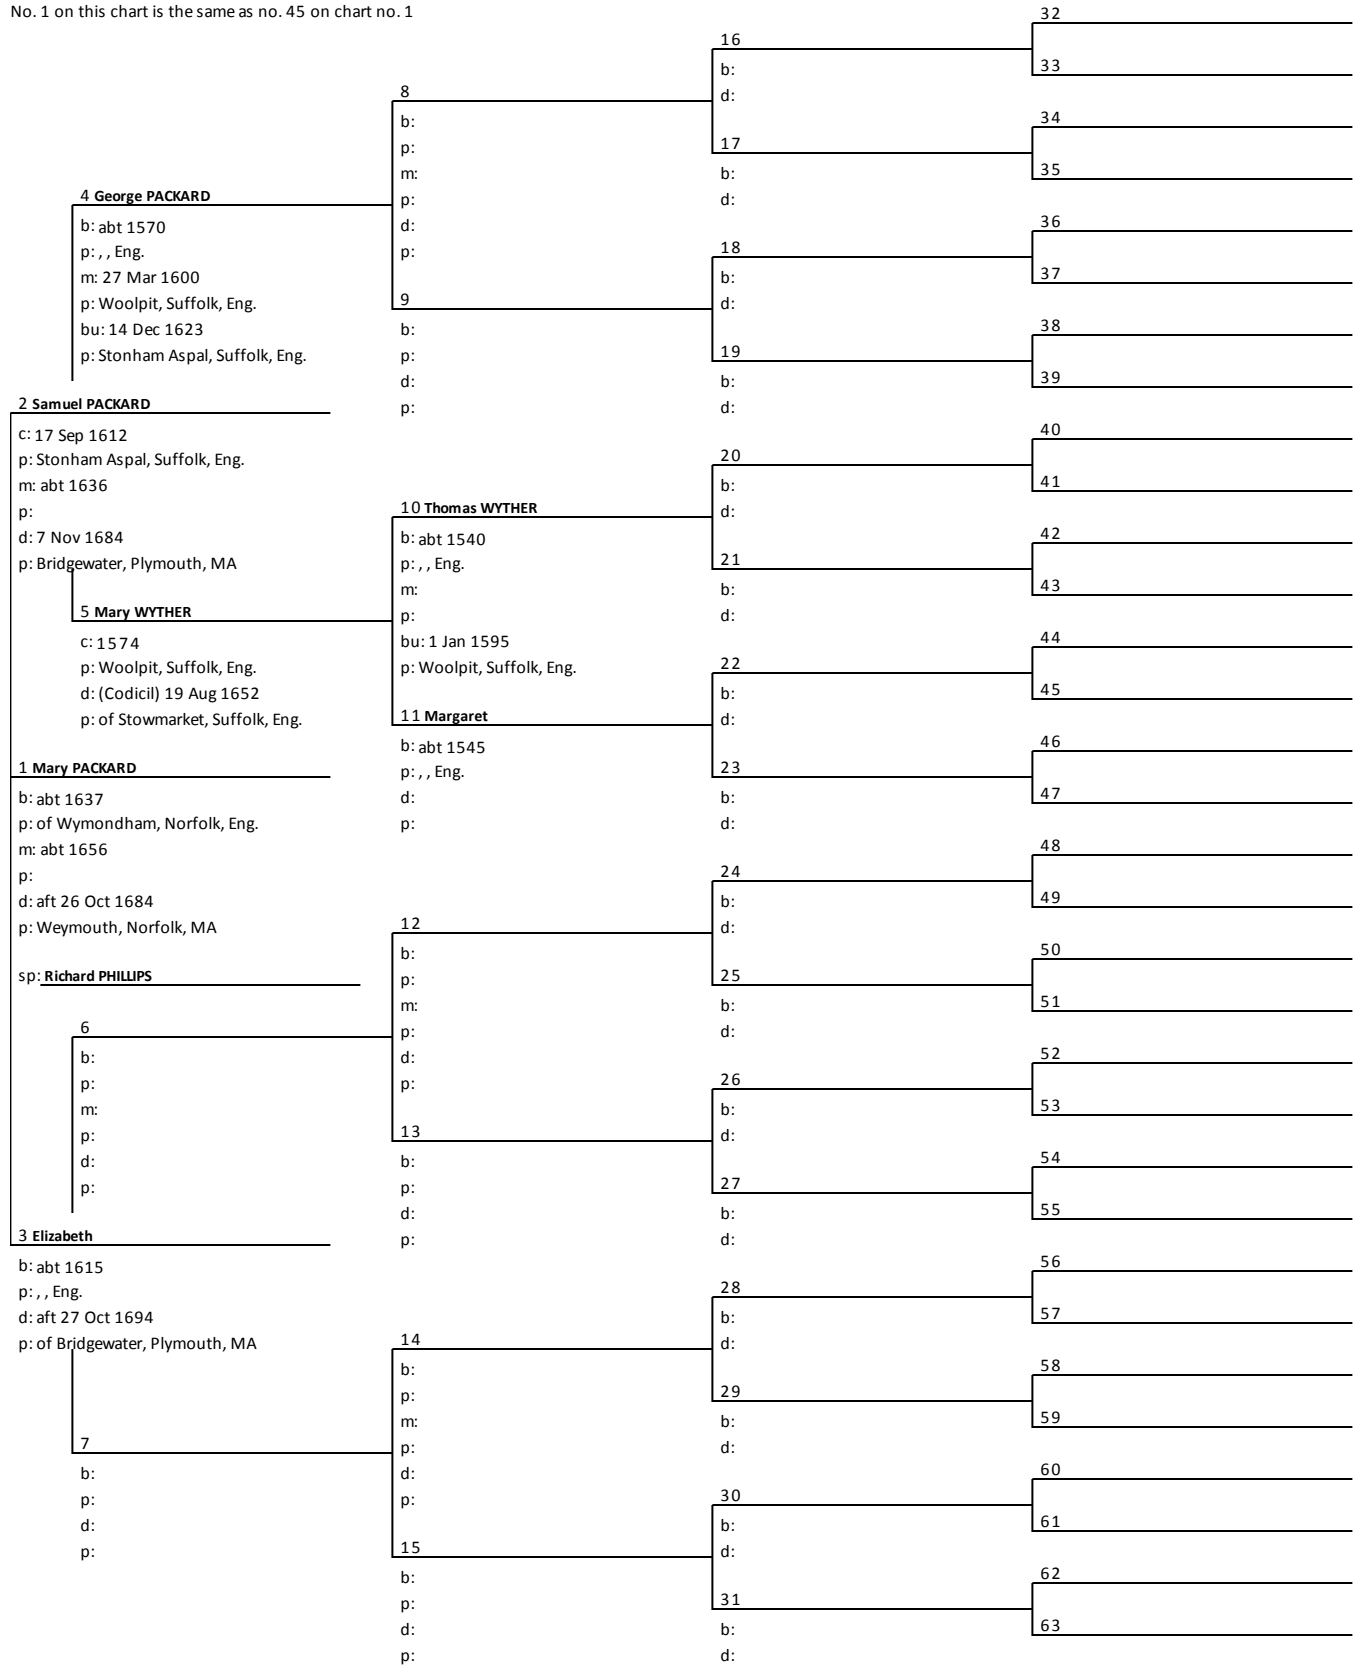 No. 1 on this chart is the same as no. 45 on chart no. 1
4 George PACKARD
b: abt 1570
p: , , Eng.
m: 27 Mar 1600
p: Woolpit, Suffolk, Eng.
bu: 14 Dec 1623
p: Stonham Aspal, Suffolk, Eng.
2 Samuel PACKARD
c: 17 Sep 1612
p: Stonham Aspal, Suffolk, Eng.
m: abt 1636
p:
d: 7 Nov 1684
p: Bridgewater, Plymouth, MA
5 Mary WYTHER
c: 1574
p: Woolpit, Suffolk, Eng.
d: (Codicil) 19 Aug 1652
p: of Stowmarket, Suffolk, Eng.
1 Mary PACKARD
b: abt 1637
p: of Wymondham, Norfolk, Eng.
m: abt 1656
p:
d: aft 26 Oct 1684
p: Weymouth, Norfolk, MA
sp: Richard PHILLIPS
6
b:
p:
m:
p:
d:
p:
3 Elizabeth
b: abt 1615
p: , , Eng.
d: aft 27 Oct 1694
p: of Bridgewater, Plymouth, MA
7
b:
p:
d:
p:
8
b:
p:
m:
p:
d:
p:
9
b:
p:
d:
p:
10 Thomas WYTHER
b: abt 1540
p: , , Eng.
m:
p:
bu: 1 Jan 1595
p: Woolpit, Suffolk, Eng.
11 Margaret
b: abt 1545
p: , , Eng.
d:
p:
12
b:
p:
m:
p:
d:
p:
13
b:
p:
d:
p:
14
b:
p:
m:
p:
d:
p:
15
b:
p:
d:
p:
16
b:
d:
17
b:
d:
18
b:
d:
19
b:
d:
20
b:
d:
21
b:
d:
22
b:
d:
23
b:
d:
24
b:
d:
25
b:
d:
26
b:
d:
27
b:
d:
28
b:
d:
29
b:
d:
30
b:
d:
31
b:
d:
32
33
34
35
36
37
38
39
40
41
42
43
44
45
46
47
48
49
50
51
52
53
54
55
56
57
58
59
60
61
62
63